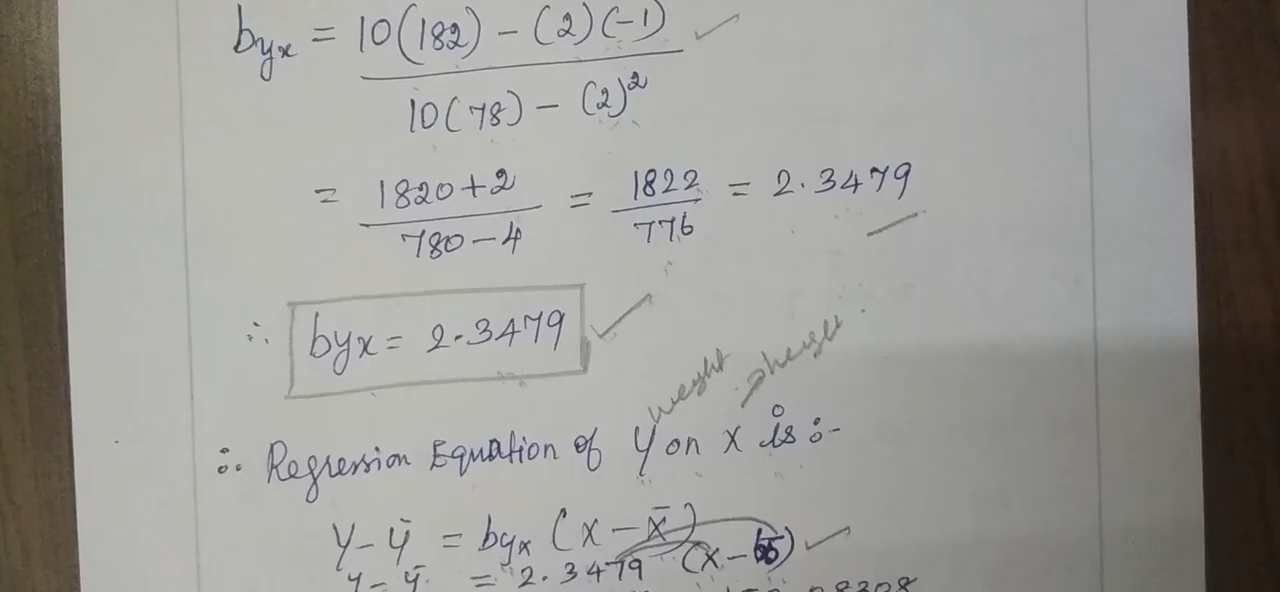 byx = 10(182) - (2)(-1)
10(78) - (2)²
= 1820+2 / 780-4 = 1822 / 776 = 2.3479
∴ byx = 2.3479
weight height
∴ Regression Equation of Y on X is :-
Y - ȳ = byx (x - x̄)
y - ȳ = 2.3479 (x -